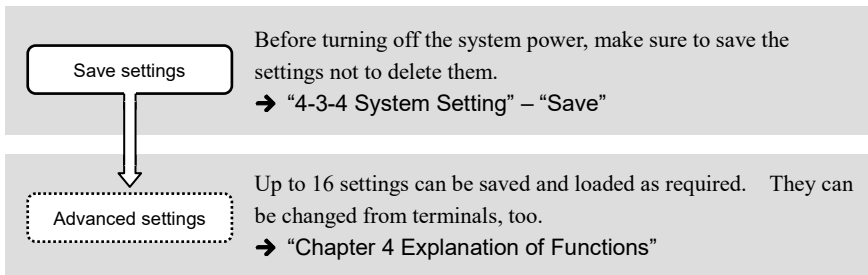 Save settings
Before turning off the system power, make sure to save the
settings not to delete them.
➔ “4-3-4 System Setting” – “Save”
Advanced settings
Up to 16 settings can be saved and loaded as required. They can
be changed from terminals, too.
➔ “Chapter 4 Explanation of Functions”